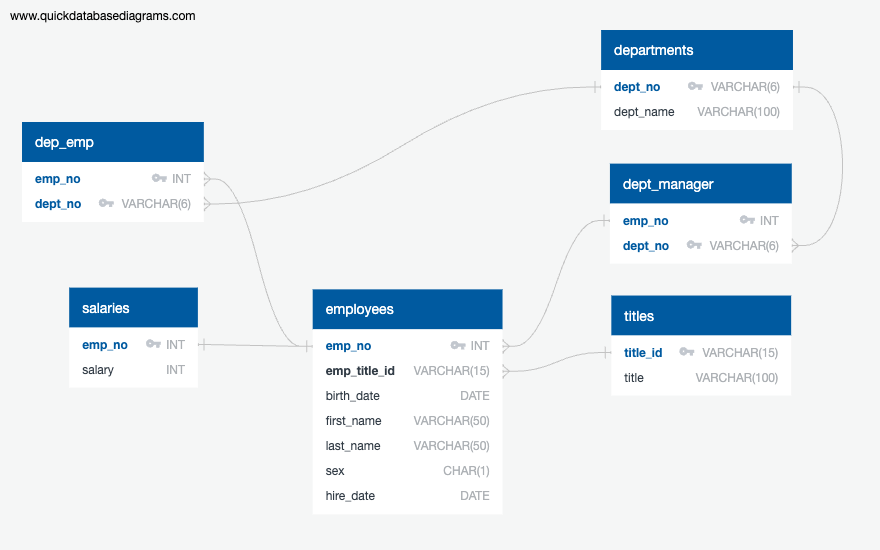 www.quickdatabasediagrams.com
departments
dept_no VARCHAR(6)
dept_name VARCHAR(100)
dep_emp
emp_no INT
dept_no VARCHAR(6)
dept_manager
emp_no INT
dept_no VARCHAR(6)
salaries
emp_no INT
salary INT
employees
emp_no INT
emp_title_id VARCHAR(15)
birth_date DATE
first_name VARCHAR(50)
last_name VARCHAR(50)
sex CHAR(1)
hire_date DATE
titles
title_id VARCHAR(15)
title VARCHAR(100)